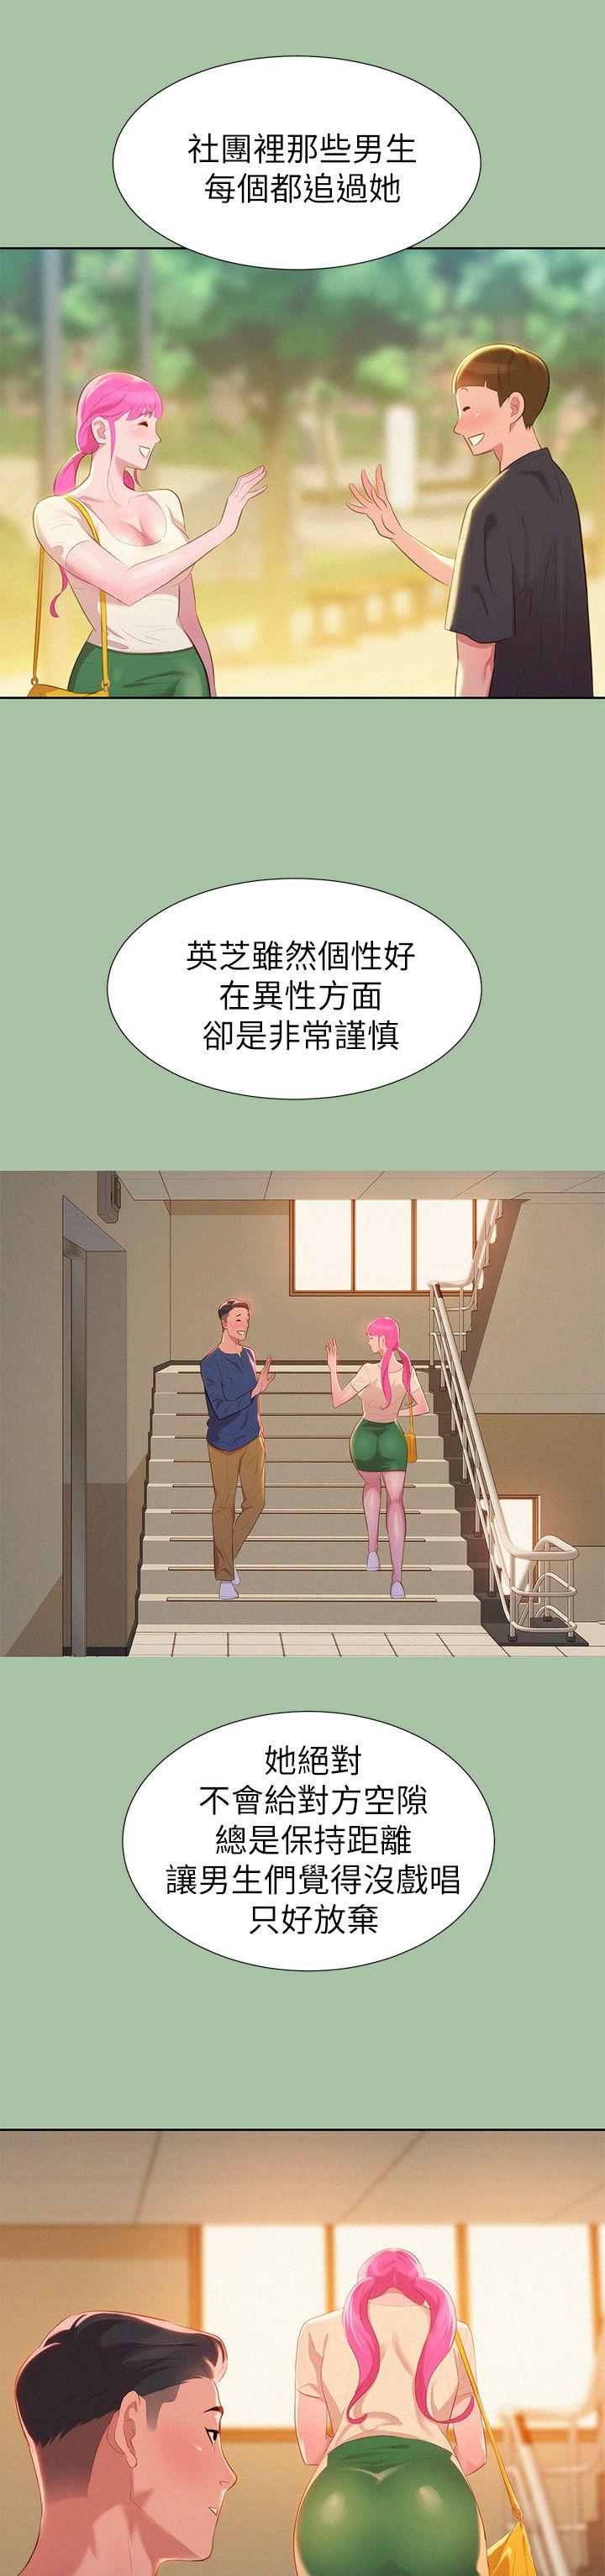 社團裡那些男生
每個都追過她
英芝雖然個性好
在異性方面
卻是非常謹慎
她絕對
不會給對方空隙
總是保持距離
讓男生們覺得沒戲唱
只好放棄